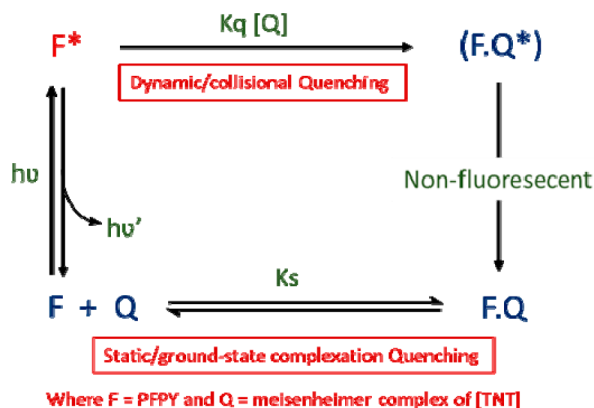 Kq [Q]
F*
(F.Q*)
Dynamic/collisional Quenching
hυ
Non-fluoresecent
hυ’
Ks
F + Q
F.Q
Static/ground-state complexation Quenching
Where F = PFPY and Q = meisenheimer complex of [TNT]